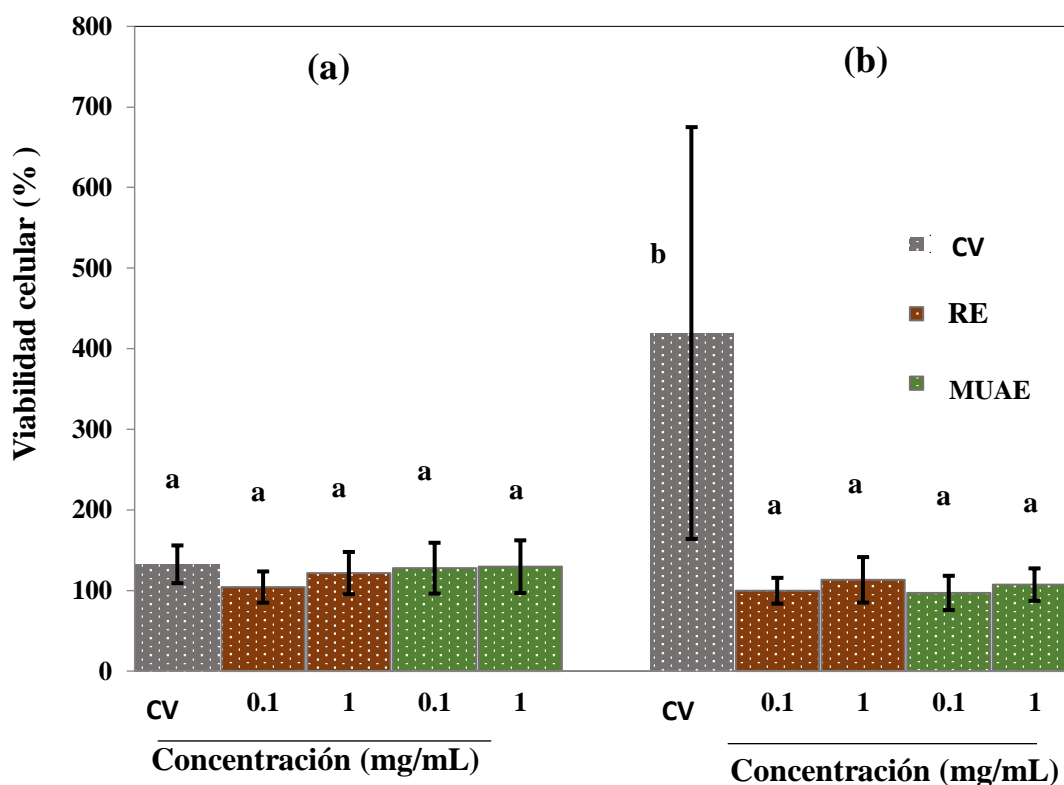 800
(a)
(b)
700
600
500
400
300
200
100
0
Viabilidad celular (% )
b
CV
RE
MUAE
a
a
a
a
a
a
a
a
a
CV
0.1
1
0.1
1
CV
0.1
1
0.1
1
Concentración (mg/mL)
Concentración (mg/mL)